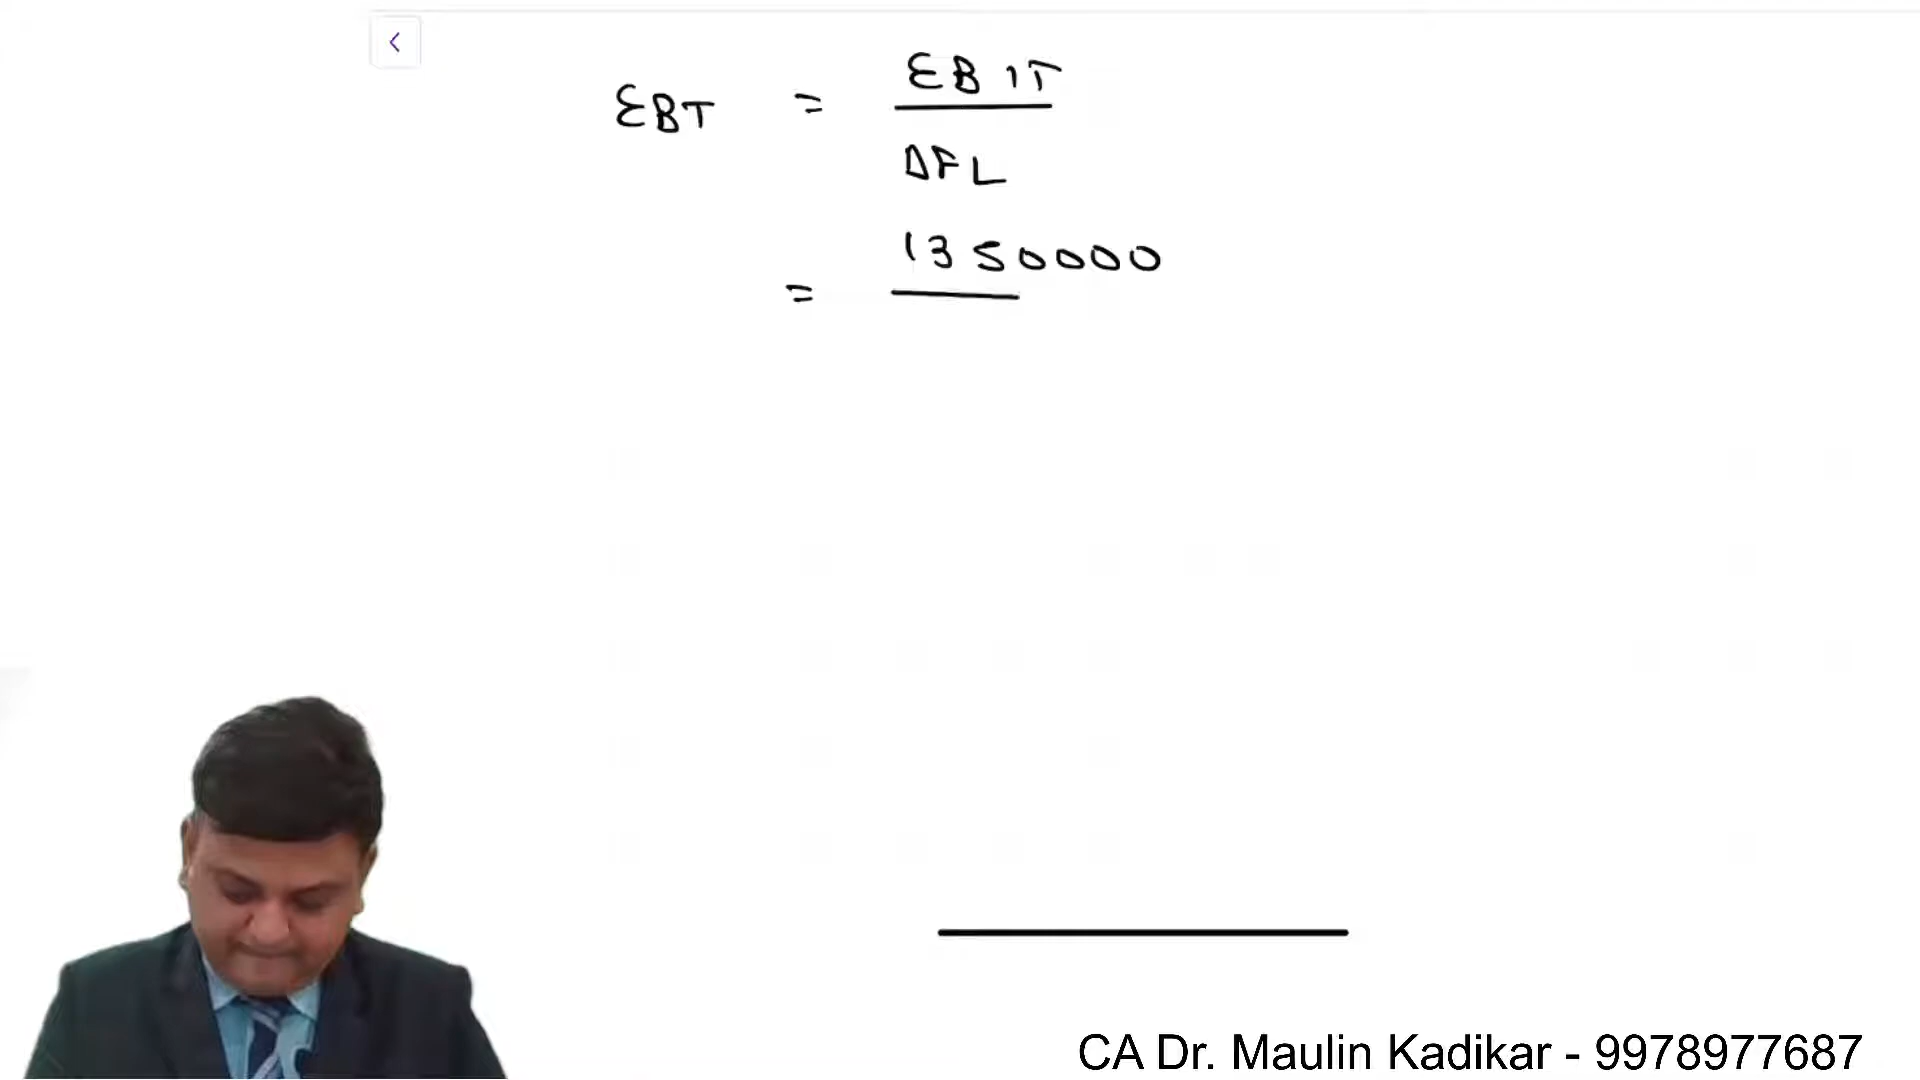 EBT = EBIT
DFL
= 1350000
CA Dr. Maulin Kadikar - 9978977687